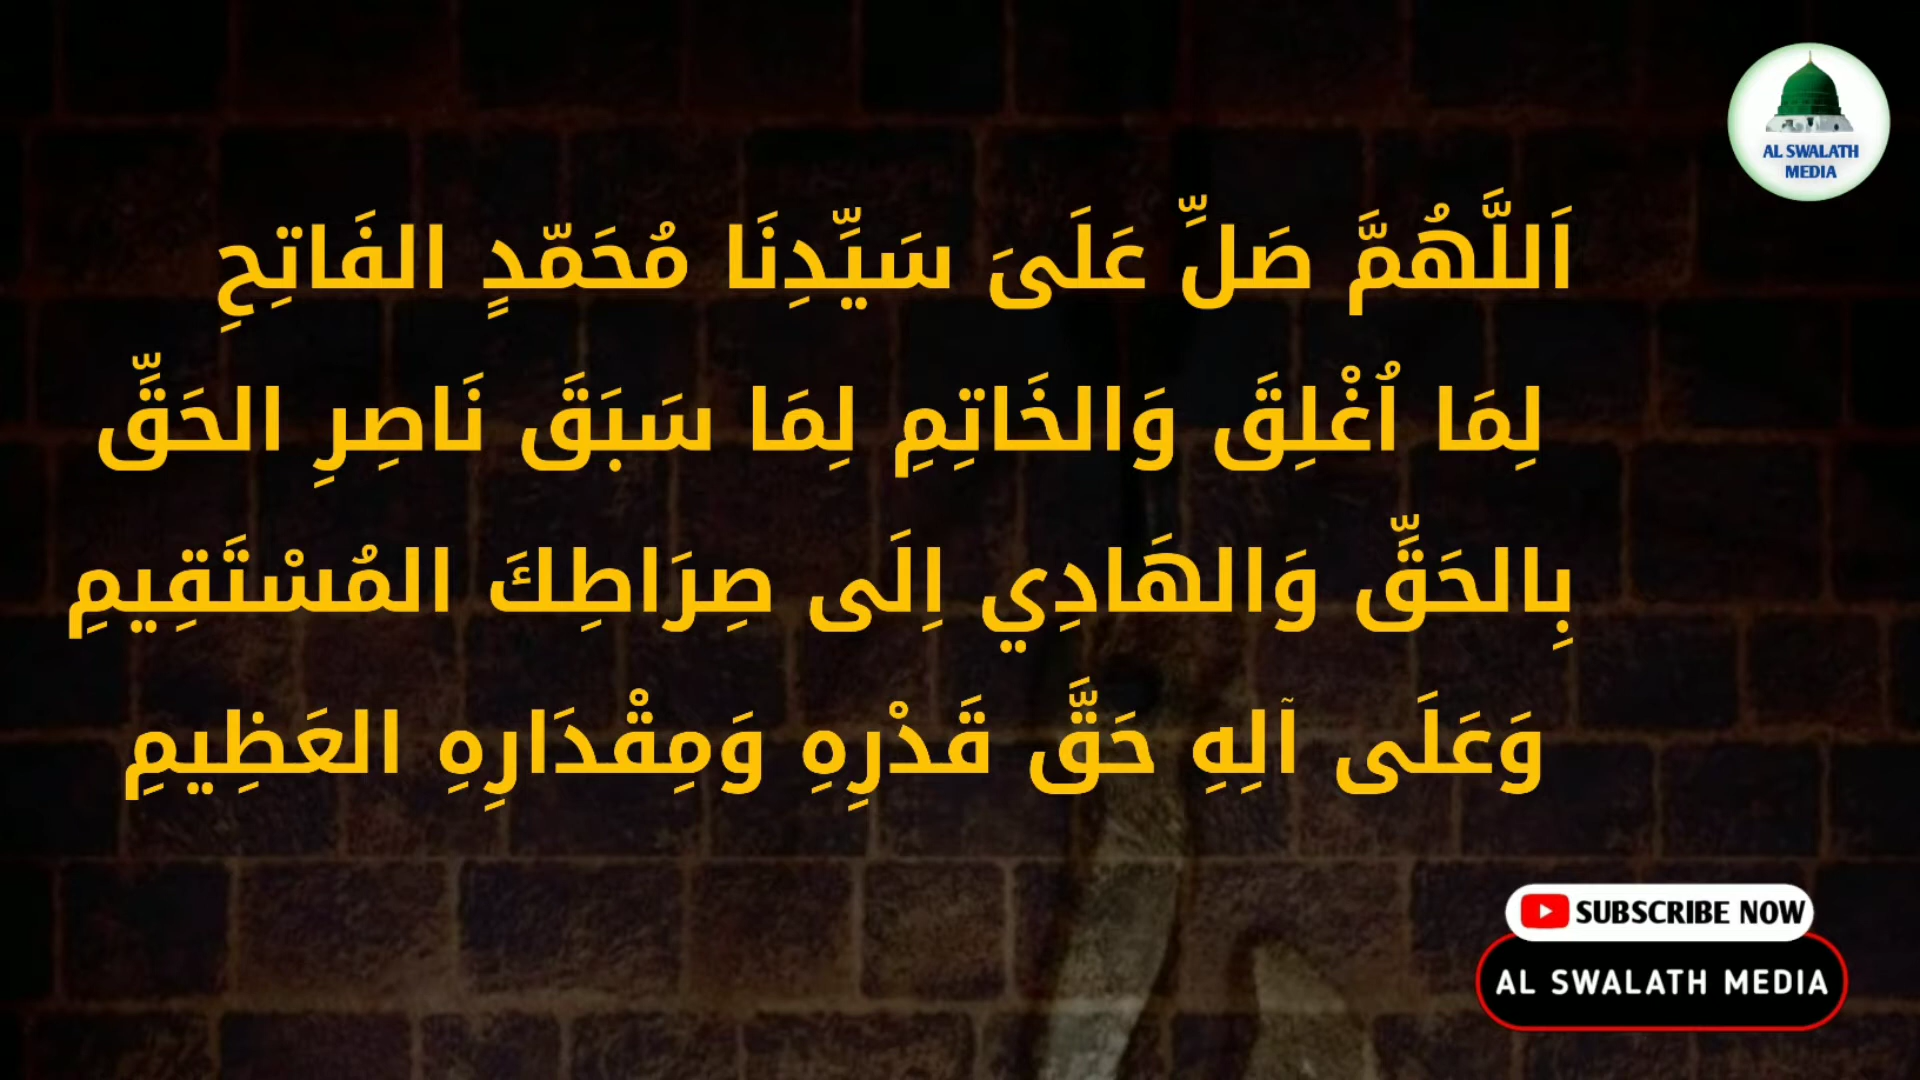 AL SWALATH
MEDIA
اَللَّهُمَّ صَلِّ عَلَىَ سَيِّدِنَا مُحَمّدٍ الفَاتِحِ
لِمَا اُغْلِقَ وَالخَاتِمِ لِمَا سَبَقَ نَاصِرِ الحَقِّ
بِالحَقِّ وَالهَادِي اِلَى صِرَاطِكَ المُسْتَقِيمِ
وَعَلَى آلِهِ حَقَّ قَدْرِهِ وَمِقْدَارِهِ العَظِيمِ
SUBSCRIBE NOW
AL SWALATH MEDIA